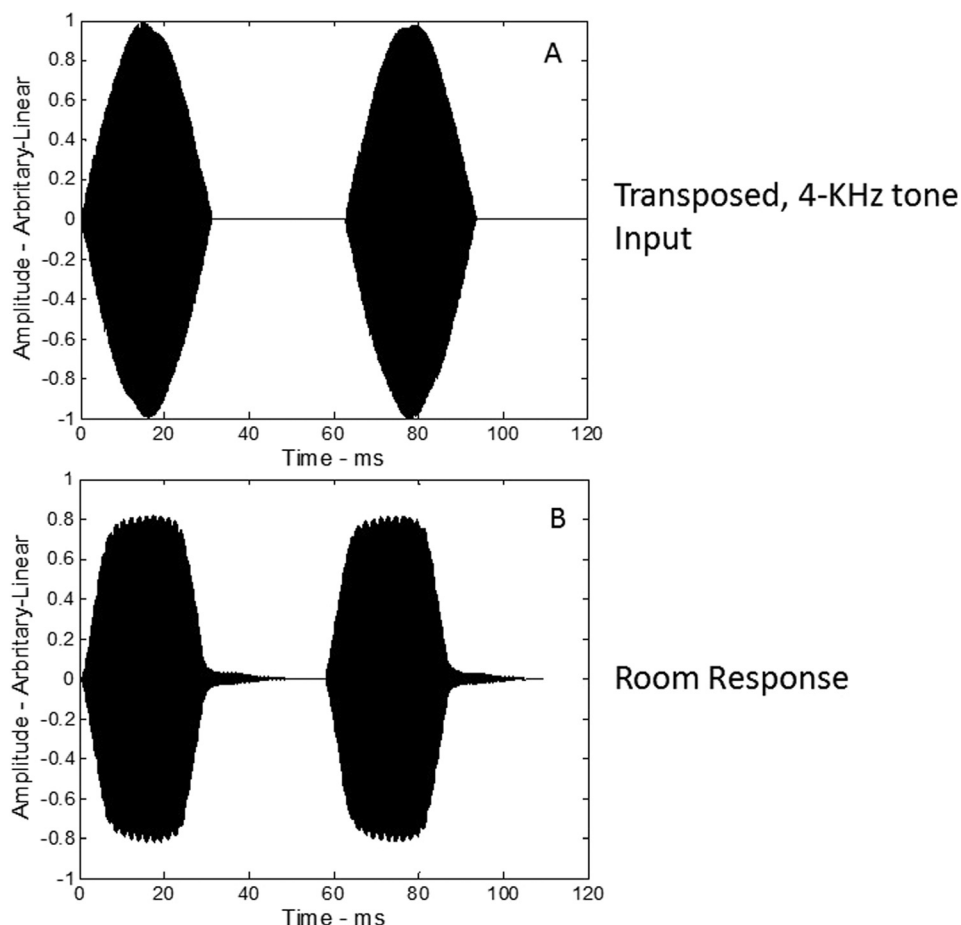 A
1
0.8
0.6
0.4
0.2
0
-0.2
-0.4
-0.6
-0.8
-1
Amplitude - Arbritary-Linear
0 20 40 60 80 100 120
Time - ms
Transposed, 4-KHz tone
Input
B
1
0.8
0.6
0.4
0.2
0
-0.2
-0.4
-0.6
-0.8
-1
Amplitude - Arbritary-Linear
0 20 40 60 80 100 120
Time - ms
Room Response